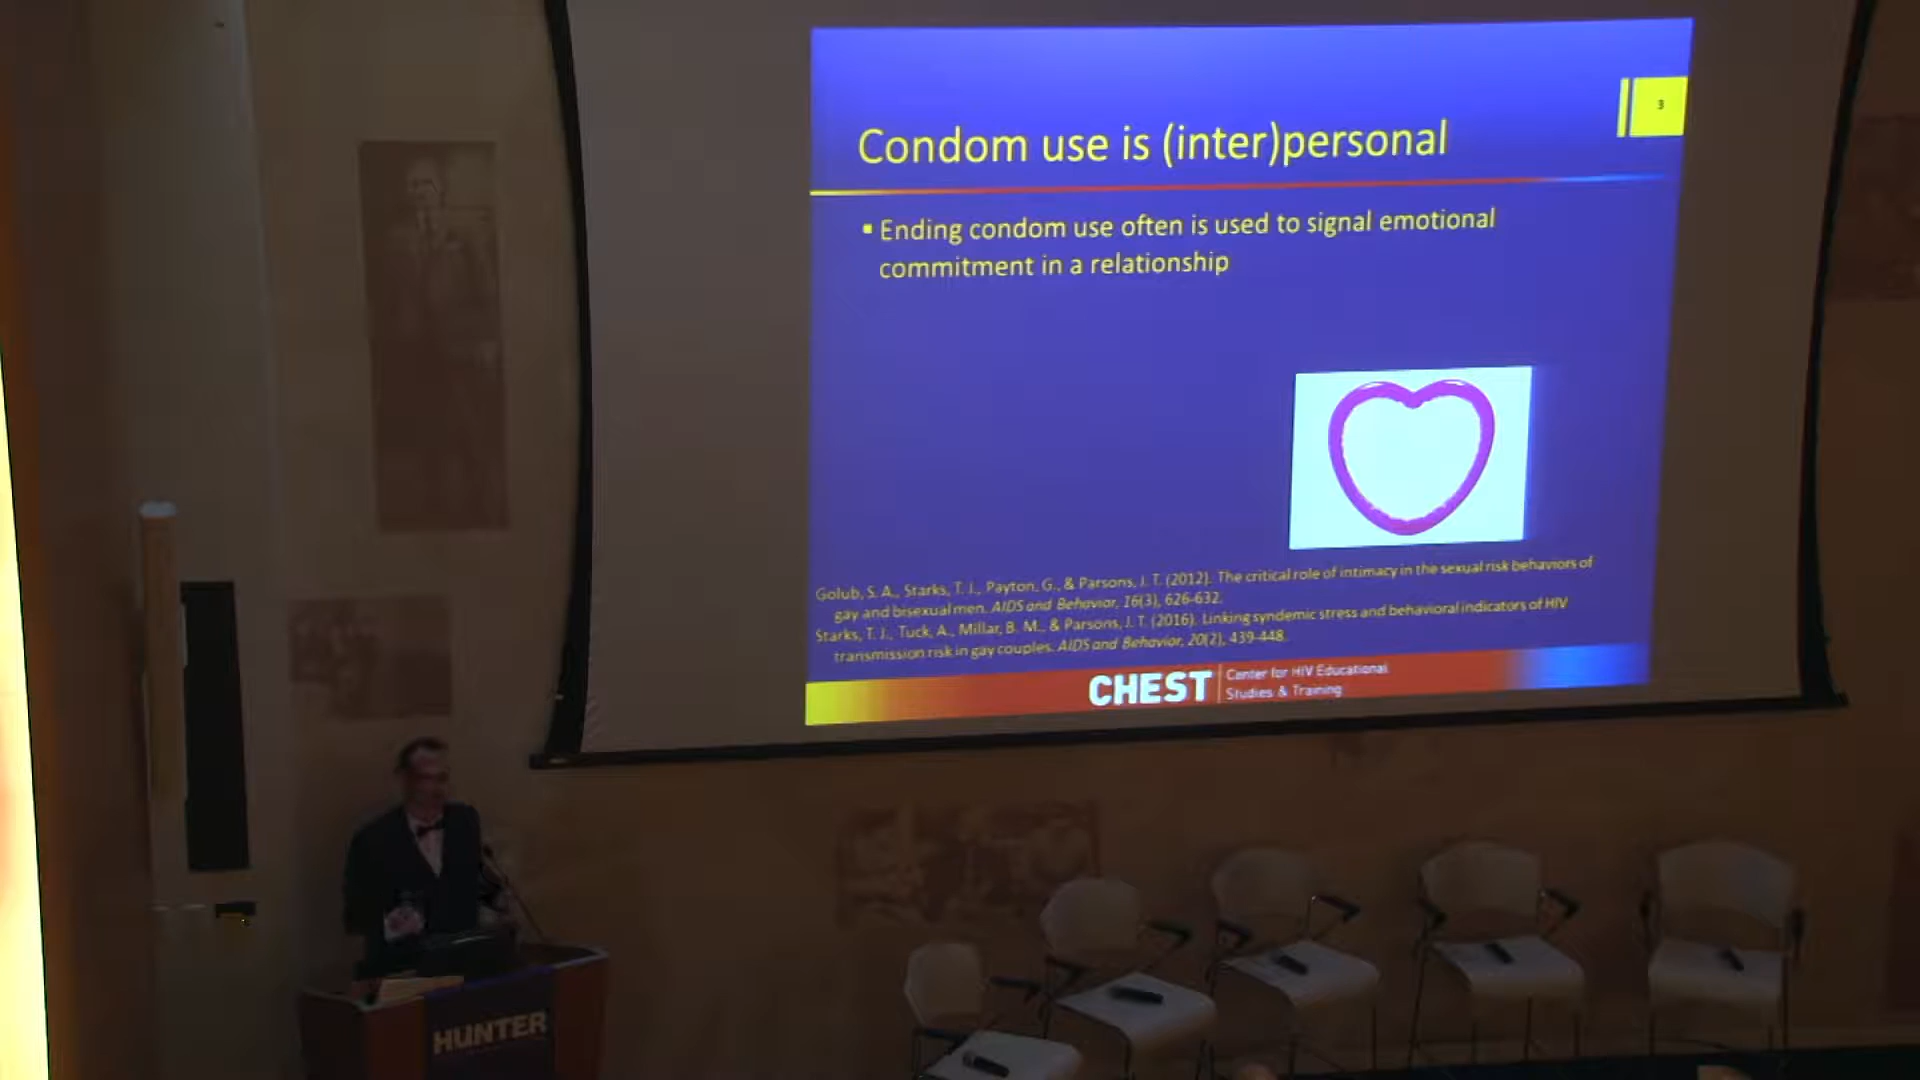 3
Condom use is (inter)personal
▪ Ending condom use often is used to signal emotional
commitment in a relationship
Golub, S. A., Starks, T. J., Payton, G., & Parsons, J. T. (2012). The critical role of intimacy in the sexual risk behaviors of
gay and bisexual men. AIDS and Behavior, 16(3), 626-632.
Starks, T. J., Tuck, A., Millar, B. M., & Parsons, J. T. (2016). Linking syndemic stress and behavioral indicators of HIV
transmission risk in gay couples. AIDS and Behavior, 20(2), 439-448.
CHEST
Center for HIV Educational
Studies & Training
HUNTER